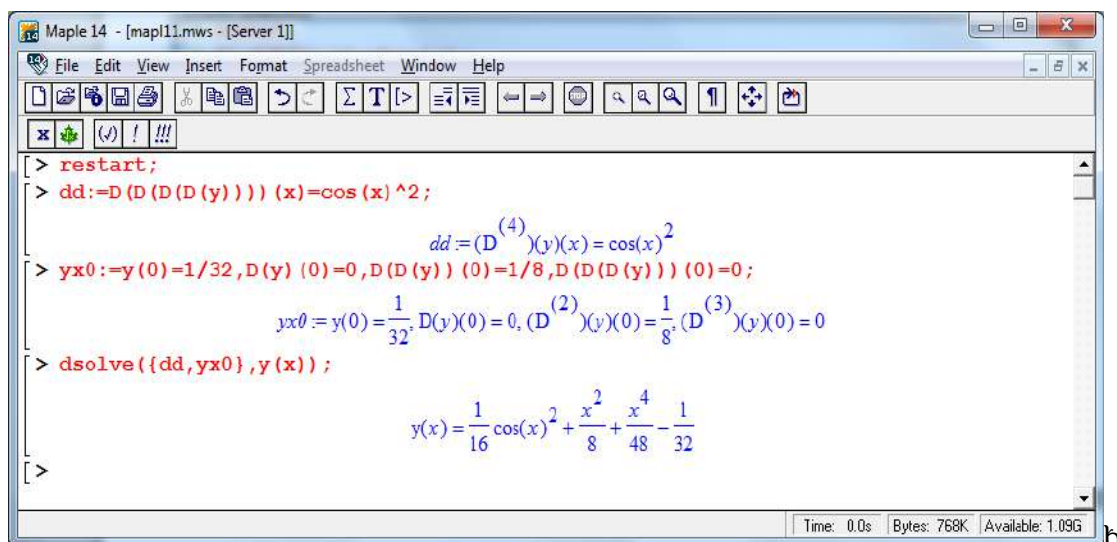 Maple 14 - [mapl11.mws - [Server 1]]
File Edit View Insert Format Spreadsheet Window Help
[> restart;
[> dd:=D(D(D(D(y))))(x)=cos(x)^2;
dd := (D^(4))(y)(x) = cos(x)^2
[> yx0:=y(0)=1/32,D(y)(0)=0,D(D(y))(0)=1/8,D(D(D(y)))(0)=0;
yx0 := y(0) = 1/32, D(y)(0) = 0, (D^(2))(y)(0) = 1/8, (D^(3))(y)(0) = 0
[> dsolve({dd,yx0},y(x));
y(x) = 1/16 cos(x)^2 + x^2/8 + x^4/48 - 1/32
[>
Time: 0.0s Bytes: 768K Available: 1.09G